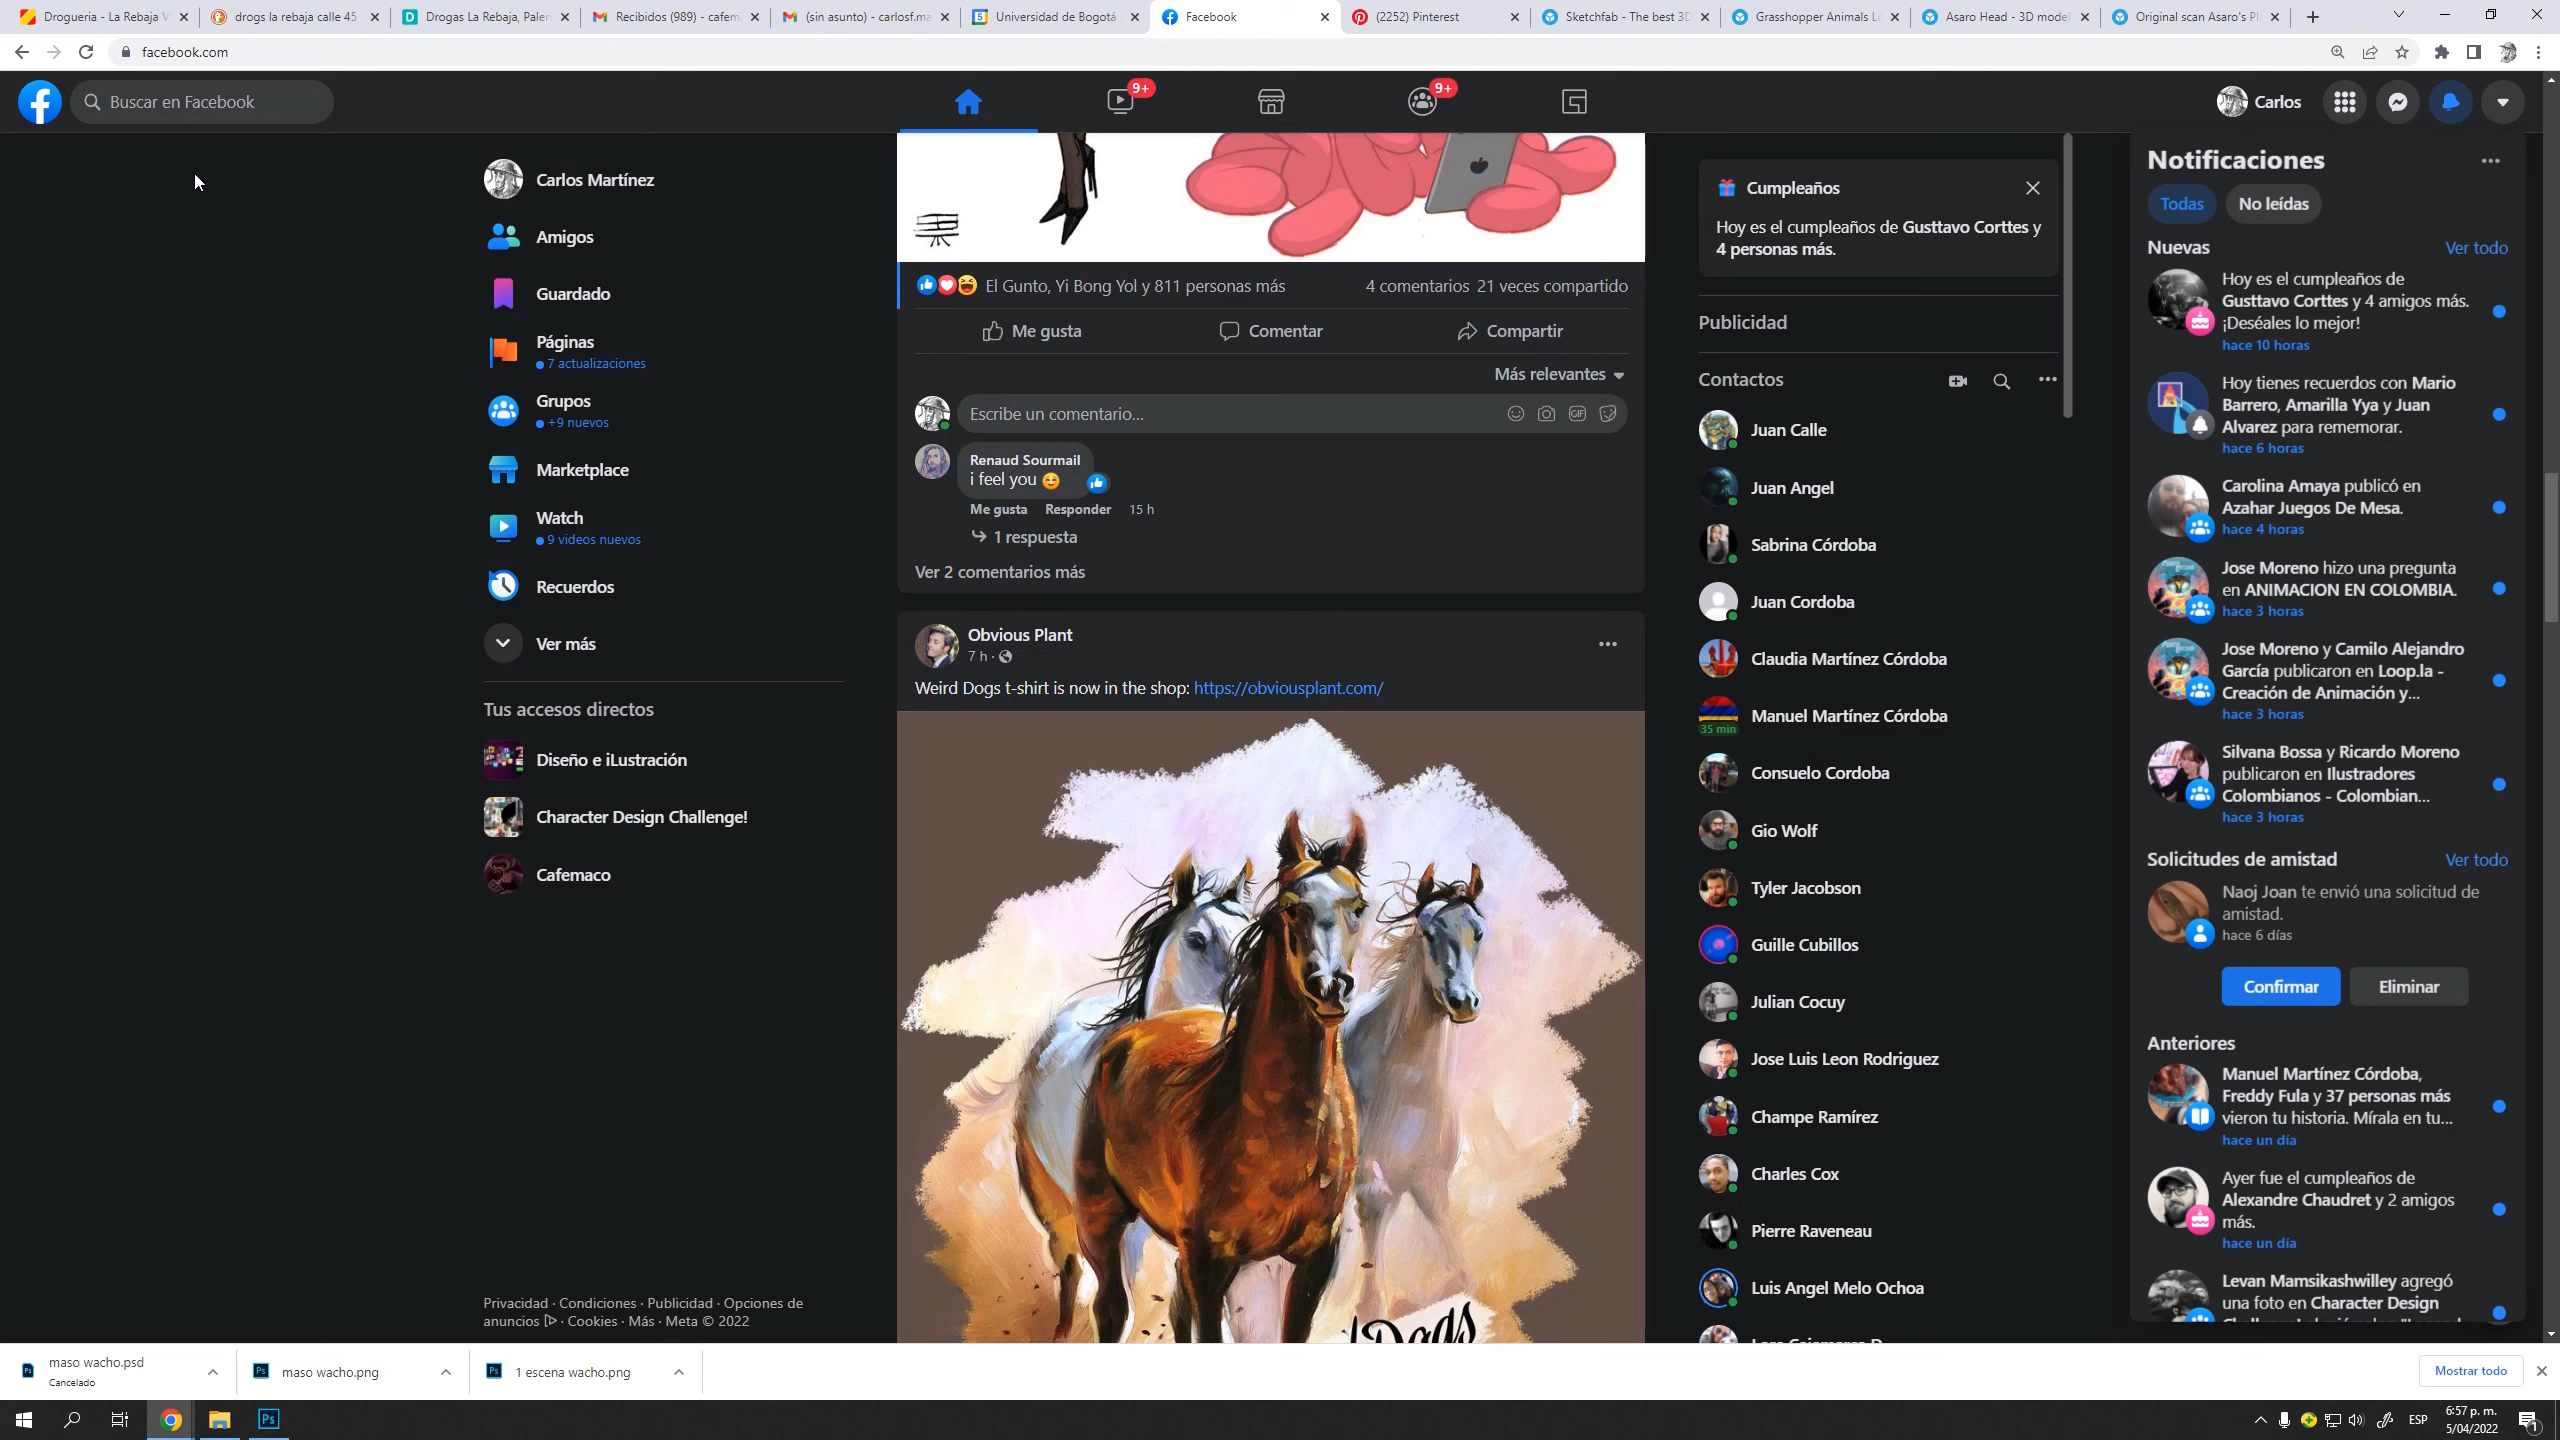 Drogueria - La Rebaja V
drogs la rebaja calle 45
Drogas La Rebaja, Paler
Recibidos (989) - cafem
(sin asunto) - carlosf.ma
Universidad de Bogotá
Facebook
(2252) Pinterest
Sketchfab - The best 3D
Grasshopper Animals Lo
Asaro Head - 3D model
Original scan Asaro's Pl
facebook.com
Buscar en Facebook
9+
9+
Carlos
Carlos Martínez
Amigos
Guardado
Páginas
7 actualizaciones
Grupos
+9 nuevos
Marketplace
Watch
9 videos nuevos
Recuerdos
Ver más
Tus accesos directos
Diseño e iLustración
Character Design Challenge!
Cafemaco
Privacidad · Condiciones · Publicidad · Opciones de
anuncios · Cookies · Más · Meta © 2022
El Gunto, Yi Bong Yol y 811 personas más
4 comentarios 21 veces compartido
Me gusta
Comentar
Compartir
Más relevantes
Escribe un comentario...
GIF
Renaud Sourmail
i feel you 😊
Me gusta Responder 15 h
1 respuesta
Ver 2 comentarios más
Obvious Plant
7 h ·
Weird Dogs t-shirt is now in the shop: https://obviousplant.com/
Dogs
Cumpleaños
Hoy es el cumpleaños de Gusttavo Corttes y
4 personas más.
Publicidad
Contactos
Juan Calle
Juan Angel
Sabrina Córdoba
Juan Cordoba
Claudia Martínez Córdoba
Manuel Martínez Córdoba
35 min
Consuelo Cordoba
Gio Wolf
Tyler Jacobson
Guille Cubillos
Julian Cocuy
Jose Luis Leon Rodriguez
Champe Ramírez
Charles Cox
Pierre Raveneau
Luis Angel Melo Ochoa
Notificaciones
Todas
No leídas
Nuevas
Ver todo
Hoy es el cumpleaños de
Gusttavo Corttes y 4 amigos más.
¡Deséales lo mejor!
hace 10 horas
Hoy tienes recuerdos con Mario
Barrero, Amarilla Yya y Juan
Alvarez para rememorar.
hace 6 horas
Carolina Amaya publicó en
Azahar Juegos De Mesa.
hace 4 horas
Jose Moreno hizo una pregunta
en ANIMACION EN COLOMBIA.
hace 3 horas
Jose Moreno y Camilo Alejandro
García publicaron en Loop.la -
Creación de Animación y...
hace 3 horas
Silvana Bossa y Ricardo Moreno
publicaron en Ilustradores
Colombianos - Colombian...
hace 3 horas
Solicitudes de amistad
Ver todo
Naoj Joan te envió una solicitud de
amistad.
hace 6 días
Confirmar
Eliminar
Anteriores
Manuel Martínez Córdoba,
Freddy Fula y 37 personas más
vieron tu historia. Mírala en tu...
hace un día
Ayer fue el cumpleaños de
Alexandre Chaudret y 2 amigos
más.
hace un día
Levan Mamsikashwilley agregó
una foto en Character Design
maso wacho.psd
Cancelado
maso wacho.png
1 escena wacho.png
Mostrar todo
Ps
ESP
6:57 p. m.
5/04/2022
1